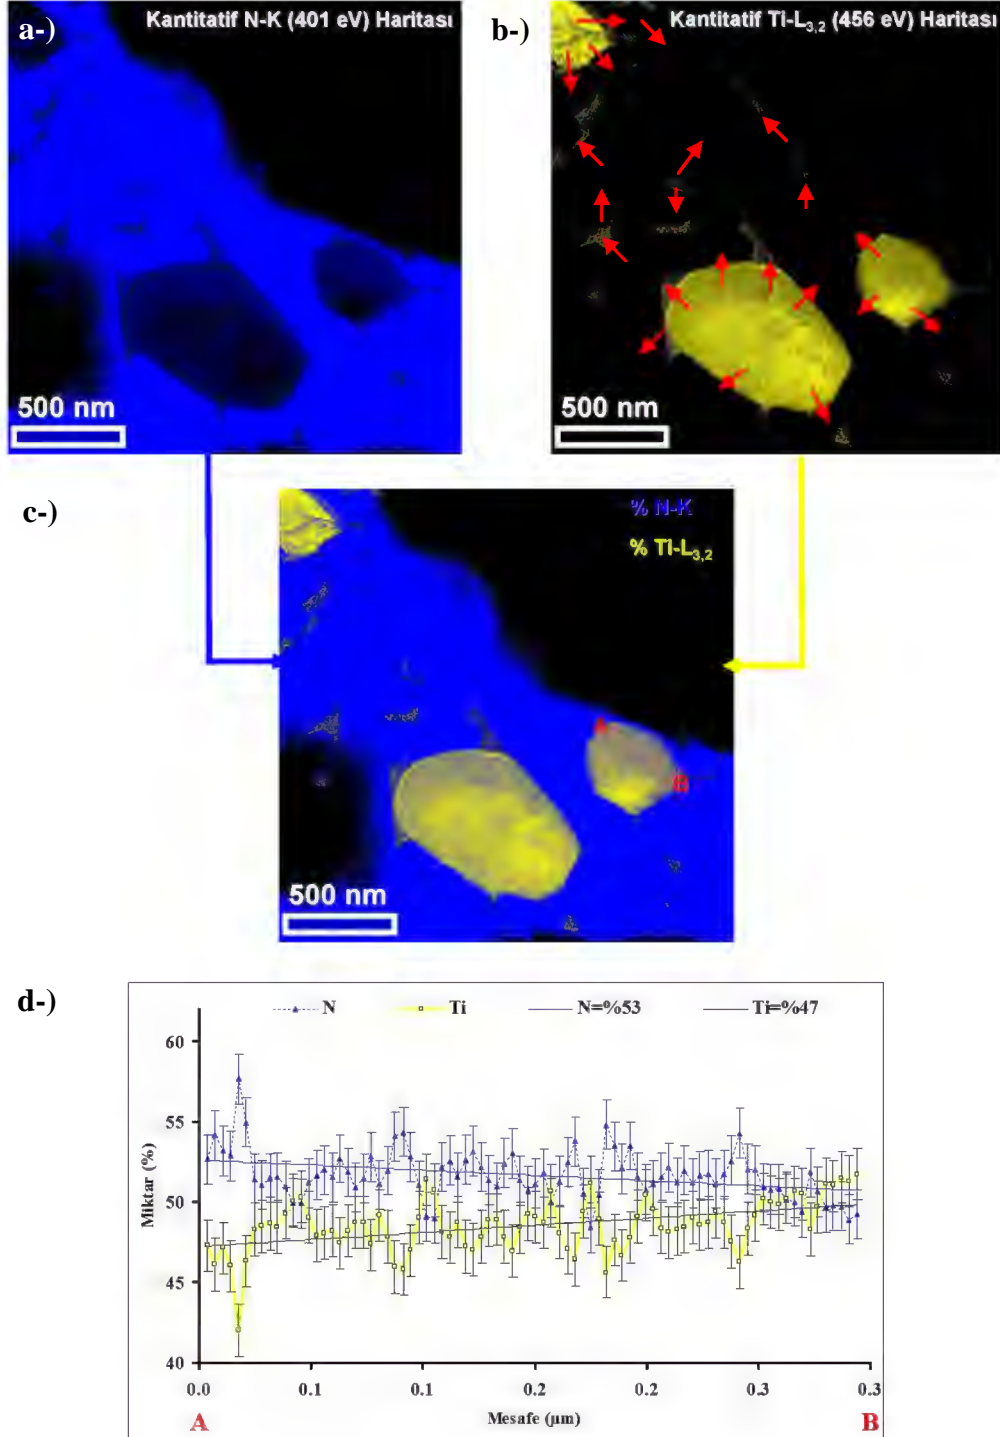 a-)
Kantitatif N-K (401 eV) Haritası
500 nm
b-)
Kantitatif Ti-L3,2 (456 eV) Haritası
500 nm
c-)
% N-K
% Ti-L3,2
A
B
500 nm
d-)
N Ti N=%53 Ti=%47
Miktar (%)
60
55
50
45
40
0.0 0.1 0.1 0.2 0.2 0.3 0.3
A Mesafe (µm) B